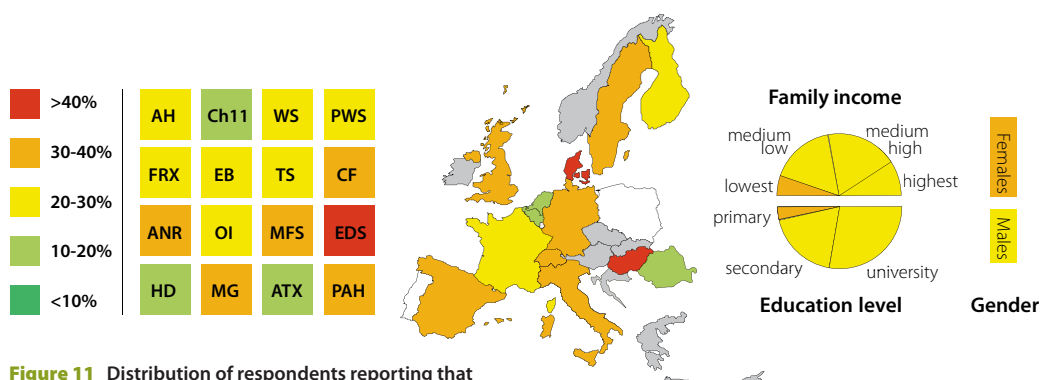 >40%
30-40%
20-30%
10-20%
<10%
AH Ch11 WS PWS
FRX EB TS CF
ANR OI MFS EDS
HD MG ATX PAH
Family income
medium low
medium high
lowest
highest
primary
secondary
university
Education level
Females
Males
Gender
Figure 11 Distribution of respondents reporting that